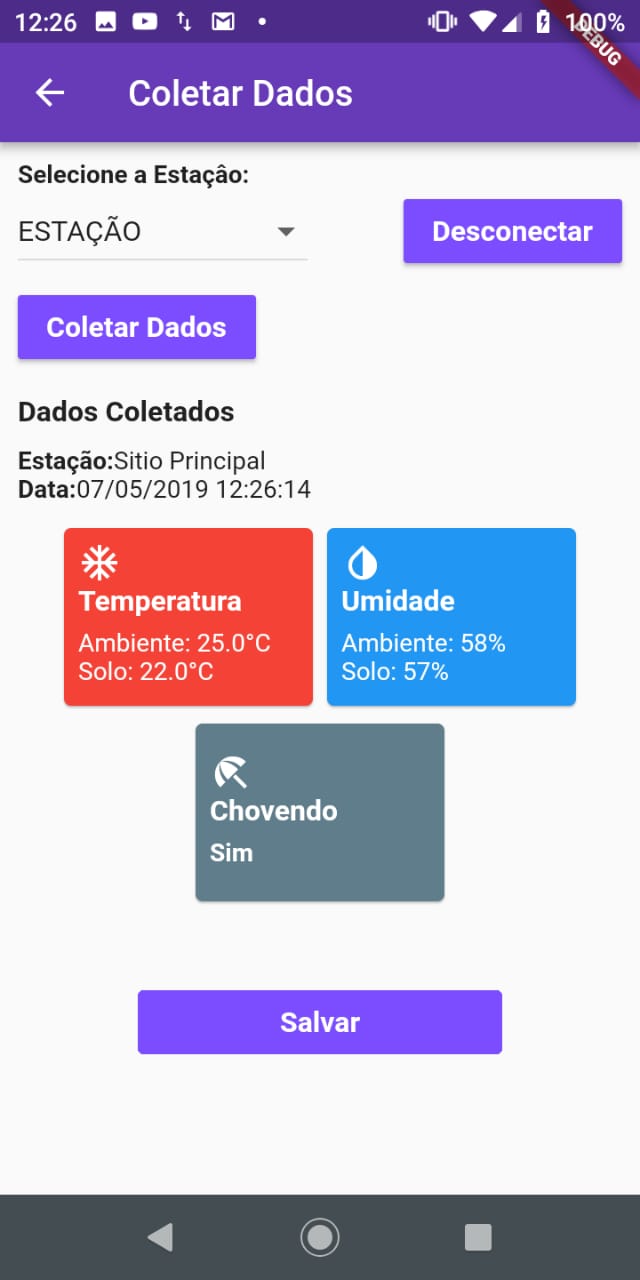 12:26 100%
DEBUG
Coletar Dados
Selecione a Estaçâo:
ESTAÇÃO
Desconectar
Coletar Dados
Dados Coletados
Estação:Sitio Principal
Data:07/05/2019 12:26:14
Temperatura
Ambiente: 25.0°C
Solo: 22.0°C
Umidade
Ambiente: 58%
Solo: 57%
Chovendo
Sim
Salvar